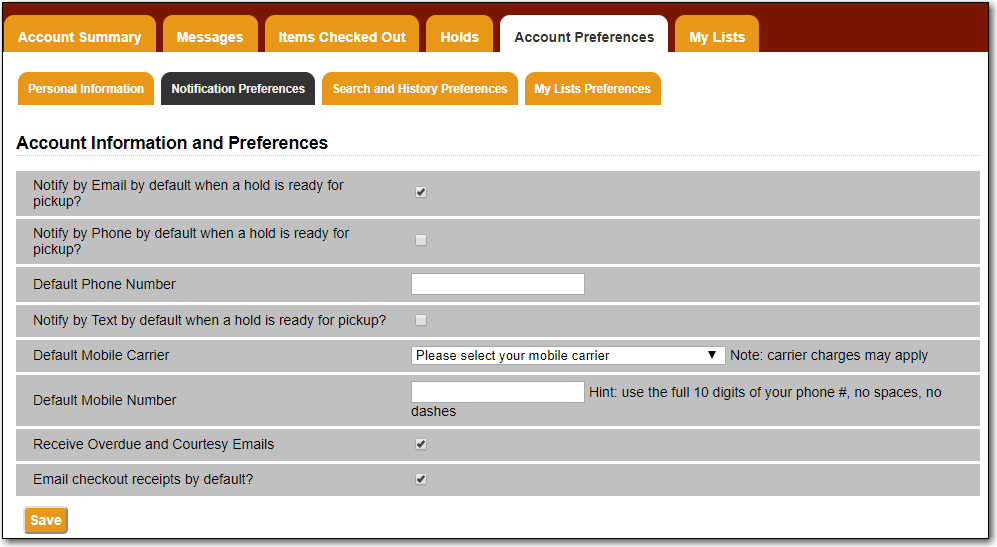 Account Summary Messages Items Checked Out Holds Account Preferences My Lists
Personal Information Notification Preferences Search and History Preferences My Lists Preferences
Account Information and Preferences
Notify by Email by default when a hold is ready for
pickup?
Notify by Phone by default when a hold is ready for
pickup?
Default Phone Number
Notify by Text by default when a hold is ready for pickup?
Default Mobile Carrier Please select your mobile carrier Note: carrier charges may apply
Default Mobile Number Hint: use the full 10 digits of your phone #, no spaces, no
dashes
Receive Overdue and Courtesy Emails
Email checkout receipts by default?
Save